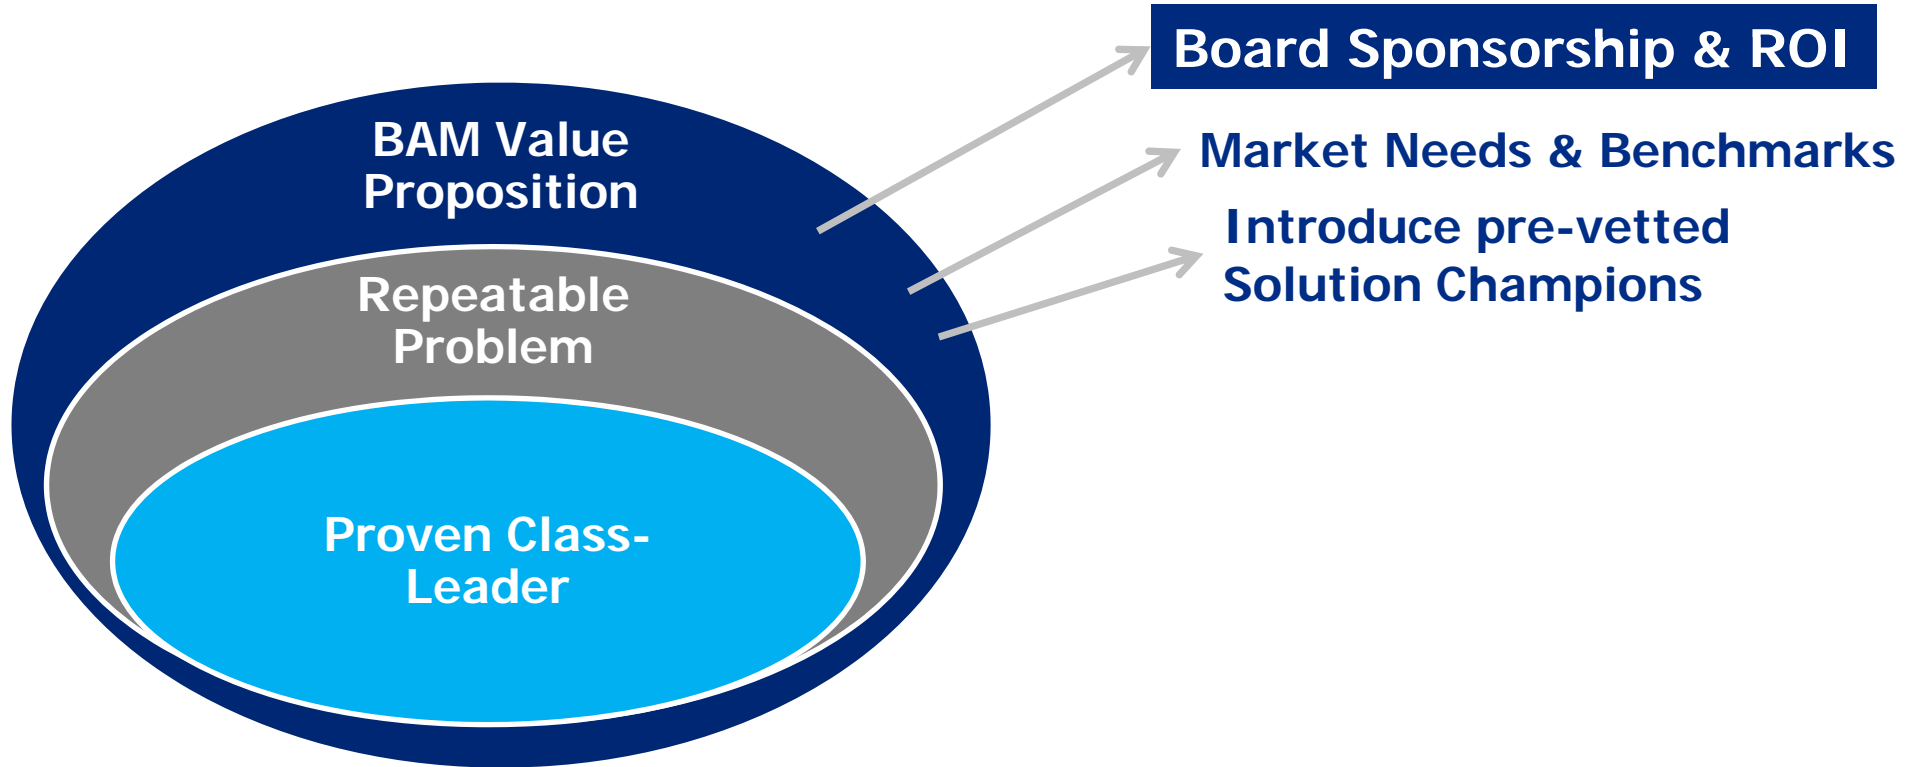 Board Sponsorship & ROI
BAM Value
Proposition
Market Needs & Benchmarks
Introduce pre-vetted
Solution Champions
Repeatable
Problem
Proven Class-
Leader